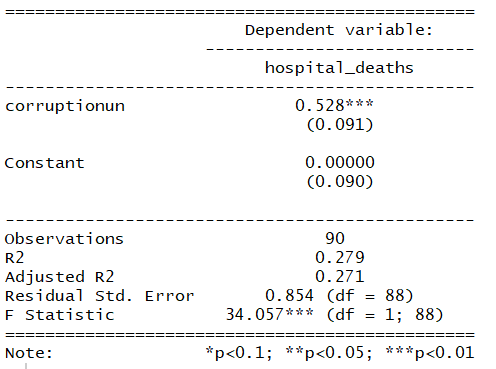 Dependent variable:
hospital_deaths
corruptionun 0.528***
(0.091)
Constant 0.00000
(0.090)
Observations 90
R2 0.279
Adjusted R2 0.271
Residual Std. Error 0.854 (df = 88)
F Statistic 34.057*** (df = 1; 88)
Note: *p<0.1; **p<0.05; ***p<0.01